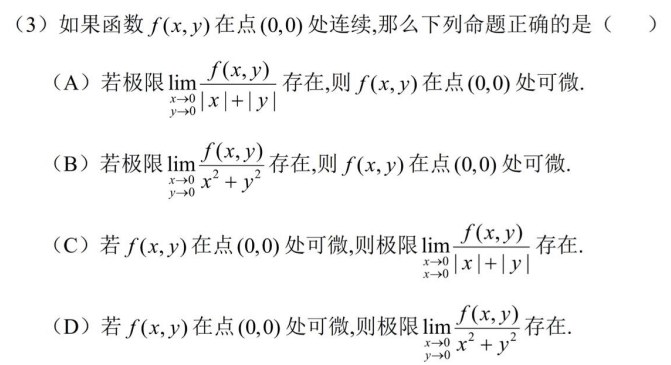 （3）如果函数 f(x,y) 在点(0,0) 处连续,那么下列命题正确的是（　　）
（A）若极限 \lim_{x→0 y→0} \frac{f(x,y)}{|x|+|y|} 存在,则 f(x,y) 在点(0,0) 处可微.
（B）若极限 \lim_{x→0 y→0} \frac{f(x,y)}{x^2+y^2} 存在,则 f(x,y) 在点(0,0) 处可微.
（C）若 f(x,y) 在点(0,0) 处可微,则极限 \lim_{x→0 x→0} \frac{f(x,y)}{|x|+|y|} 存在.
（D）若 f(x,y) 在点(0,0) 处可微,则极限 \lim_{x→0 y→0} \frac{f(x,y)}{x^2+y^2} 存在.